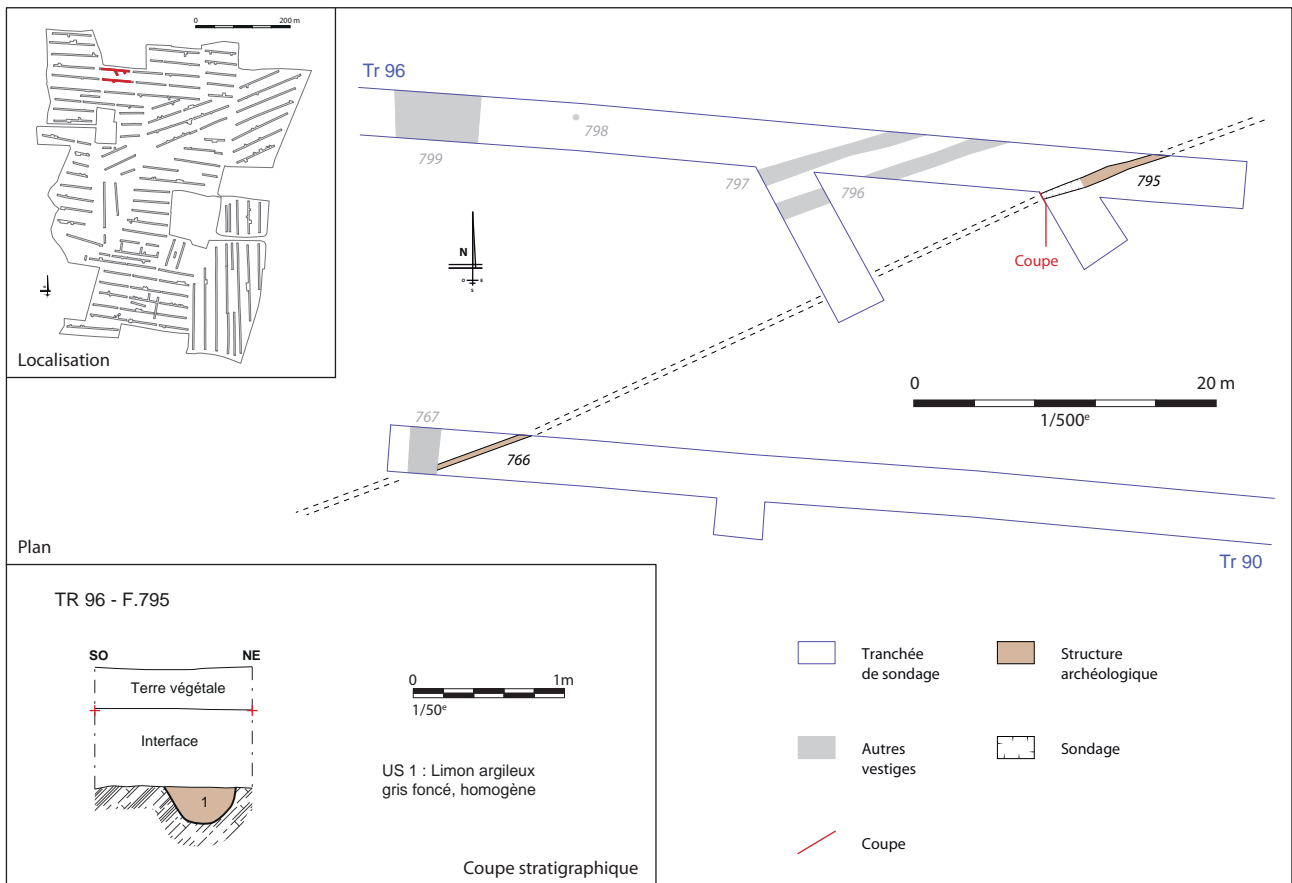 0
200 m
Localisation
Tr 96
799
798
797
796
795
N
O E
S
Coupe
0
20 m
1/500e
767
766
Plan
Tr 90
TR 96 - F.795
SO
NE
Terre végétale
Interface
1
0
1m
1/50e
US 1 : Limon argileux
gris foncé, homogène
Coupe stratigraphique
Tranchée
de sondage
Structure
archéologique
Autres
vestiges
Sondage
Coupe